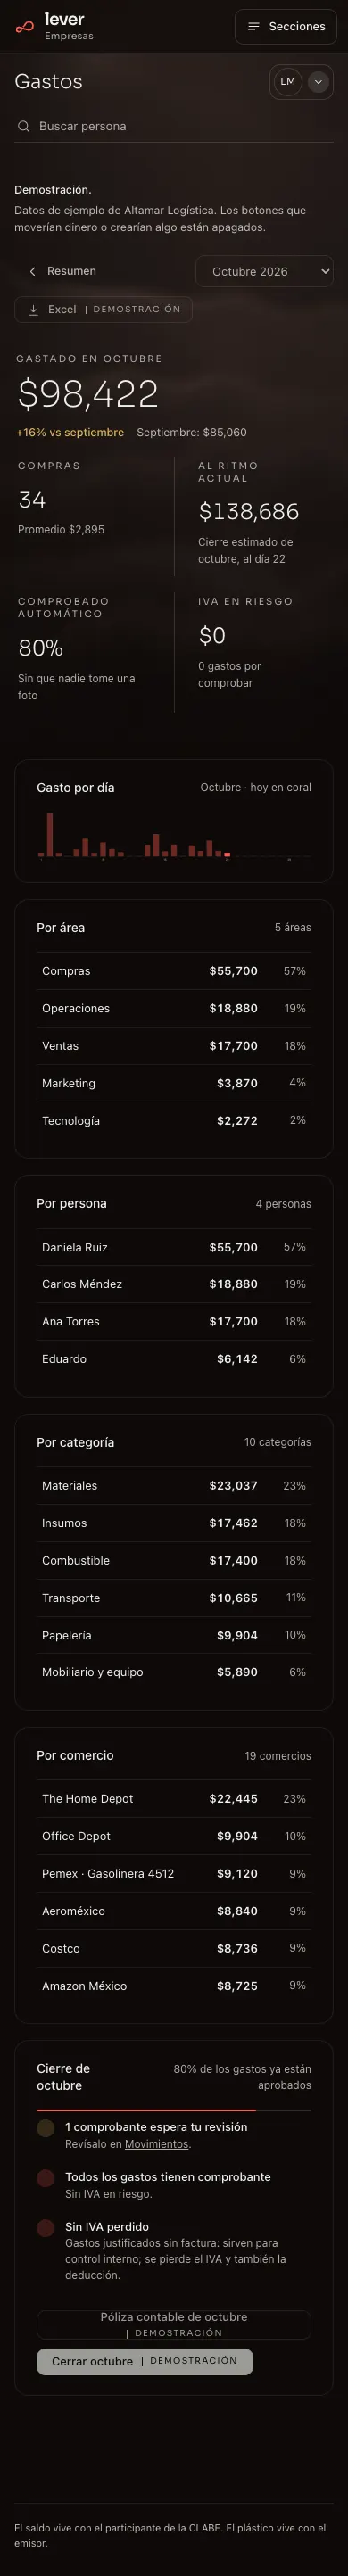 lever
Empresas
Secciones
Gastos
LM
Buscar persona
Demostración.
Datos de ejemplo de Altamar Logística. Los botones que
moverían dinero o crearían algo están apagados.
Resumen
Octubre 2026
Excel | DEMOSTRACIÓN
GASTADO EN OCTUBRE
$98,422
+16% vs septiembre Septiembre: $85,060
COMPRAS
34
Promedio $2,895
AL RITMO
ACTUAL
$138,686
Cierre estimado de
octubre, al día 22
COMPROBADO
AUTOMÁTICO
80%
Sin que nadie tome una
foto
IVA EN RIESGO
$0
0 gastos por
comprobar
Gasto por día
Octubre · hoy en coral
Por área
5 áreas
Compras $55,700 57%
Operaciones $18,880 19%
Ventas $17,700 18%
Marketing $3,870 4%
Tecnología $2,272 2%
Por persona
4 personas
Daniela Ruiz $55,700 57%
Carlos Méndez $18,880 19%
Ana Torres $17,700 18%
Eduardo $6,142 6%
Por categoría
10 categorías
Materiales $23,037 23%
Insumos $17,462 18%
Combustible $17,400 18%
Transporte $10,665 11%
Papelería $9,904 10%
Mobiliario y equipo $5,890 6%
Por comercio
19 comercios
The Home Depot $22,445 23%
Office Depot $9,904 10%
Pemex · Gasolinera 4512 $9,120 9%
Aeroméxico $8,840 9%
Costco $8,736 9%
Amazon México $8,725 9%
Cierre de
octubre
80% de los gastos ya están
aprobados
1 comprobante espera tu revisión
Revísalo en Movimientos.
Todos los gastos tienen comprobante
Sin IVA en riesgo.
Sin IVA perdido
Gastos justificados sin factura: sirven para
control interno; se pierde el IVA y también la
deducción.
Póliza contable de octubre
| DEMOSTRACIÓN
Cerrar octubre | DEMOSTRACIÓN
El saldo vive con el participante de la CLABE. El plástico vive con el
emisor.